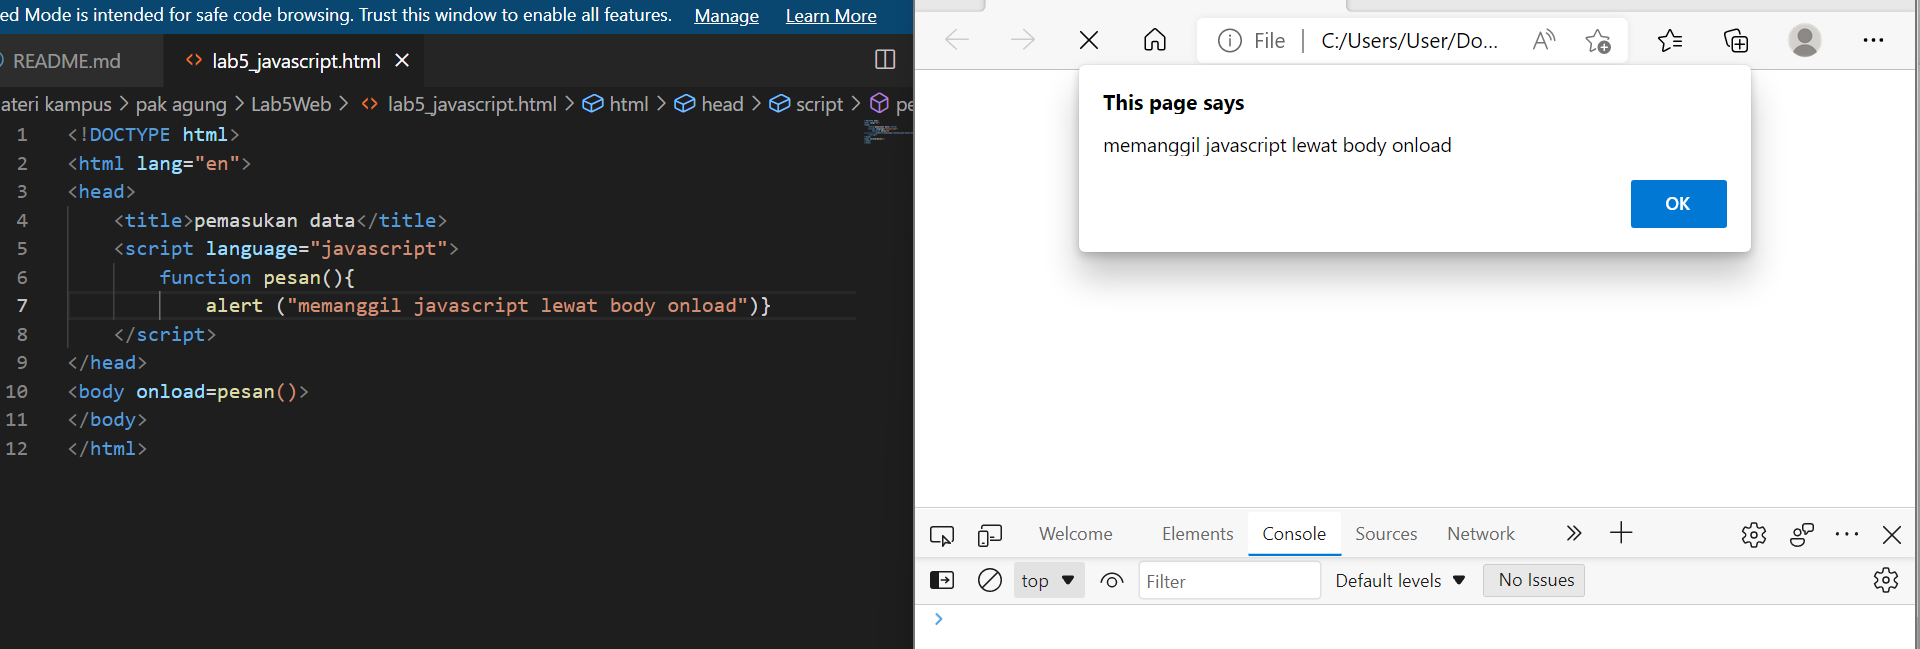 ed Mode is intended for safe code browsing. Trust this window to enable all features. Manage Learn More
README.md lab5_javascript.html
ateri kampus > pak agung > Lab5Web > lab5_javascript.html > html > head > script > pe
1 <!DOCTYPE html>
2 <html lang="en">
3 <head>
4 <title>pemasukan data</title>
5 <script language="javascript">
6 function pesan(){
7 alert ("memanggil javascript lewat body onload")}
8 </script>
9 </head>
10 <body onload=pesan()>
11 </body>
12 </html>
File | C:/Users/User/Do...
This page says
memanggil javascript lewat body onload
OK
Welcome Elements Console Sources Network
top Filter Default levels No Issues